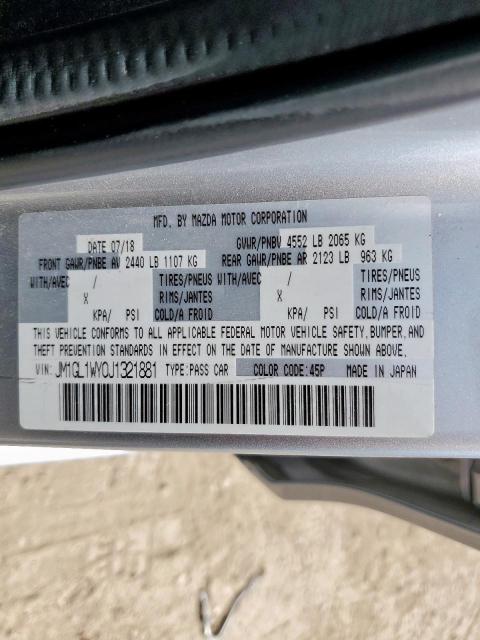 MFD. BY MAZDA MOTOR CORPORATION
DATE 07/18 GVWR/PNBV 4552 LB 2065 KG
FRONT GAWR/PNBE AV 2440 LB 1107 KG REAR GAWR/PNBE AR 2123 LB 963 KG
WITH/AVEC / TIRES/PNEUS WITH/AVEC / TIRES/PNEUS
X RIMS/JANTES X RIMS/JANTES
KPA/ PSI COLD/A FROID KPA/ PSI COLD/A FROID
THIS VEHICLE CONFORMS TO ALL APPLICABLE FEDERAL MOTOR VEHICLE SAFETY, BUMPER, AND
THEFT PREVENTION STANDARDS IN EFFECT ON THE DATE OF MANUFACTURE SHOWN ABOVE.
VIN: JM1GL1WY0J1321881 TYPE:PASS CAR COLOR CODE:45P MADE IN JAPAN